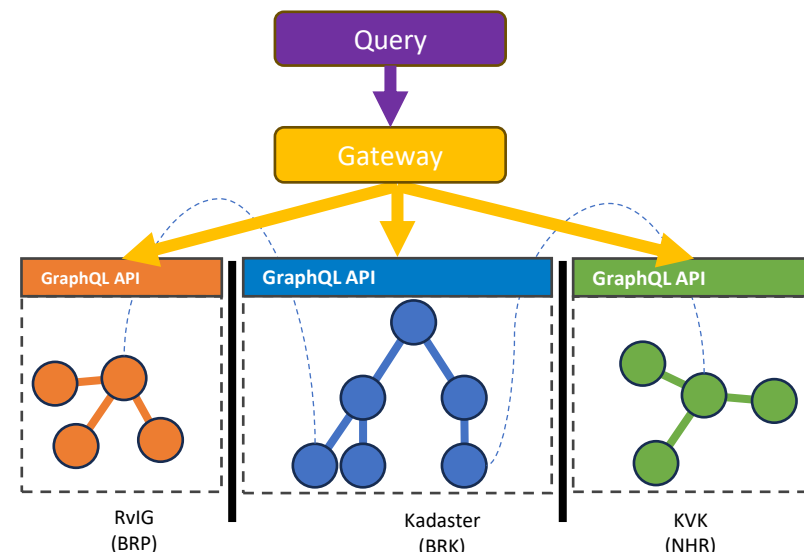 Query
Gateway
GraphQL API
GraphQL API
GraphQL API
RvIG
(BRP)
Kadaster
(BRK)
KVK
(NHR)